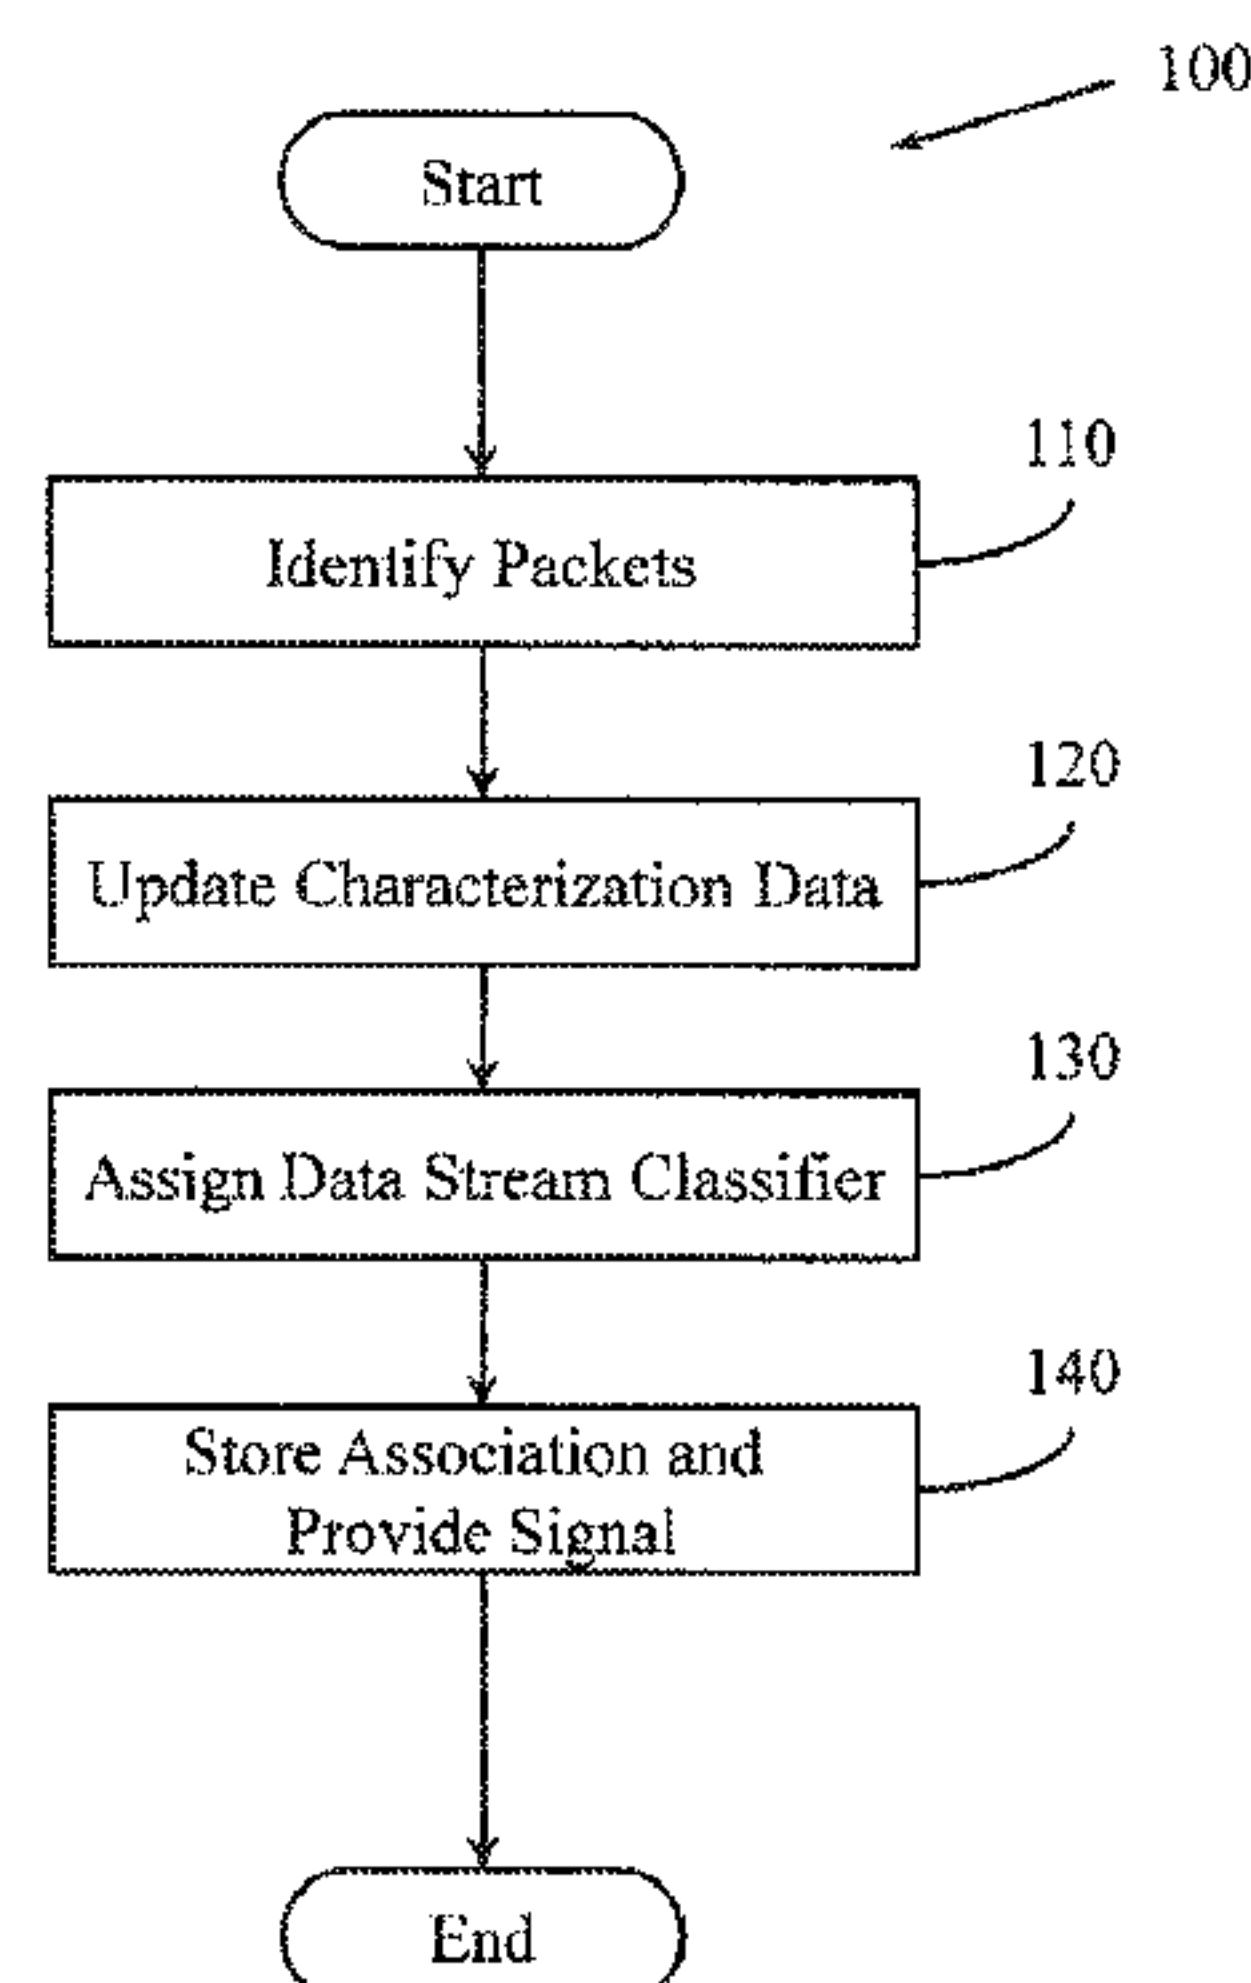 100
Start
110
Identify Packets
120
Update Characterization Data
130
Assign Data Stream Classifier
140
Store Association and
Provide Signal
End